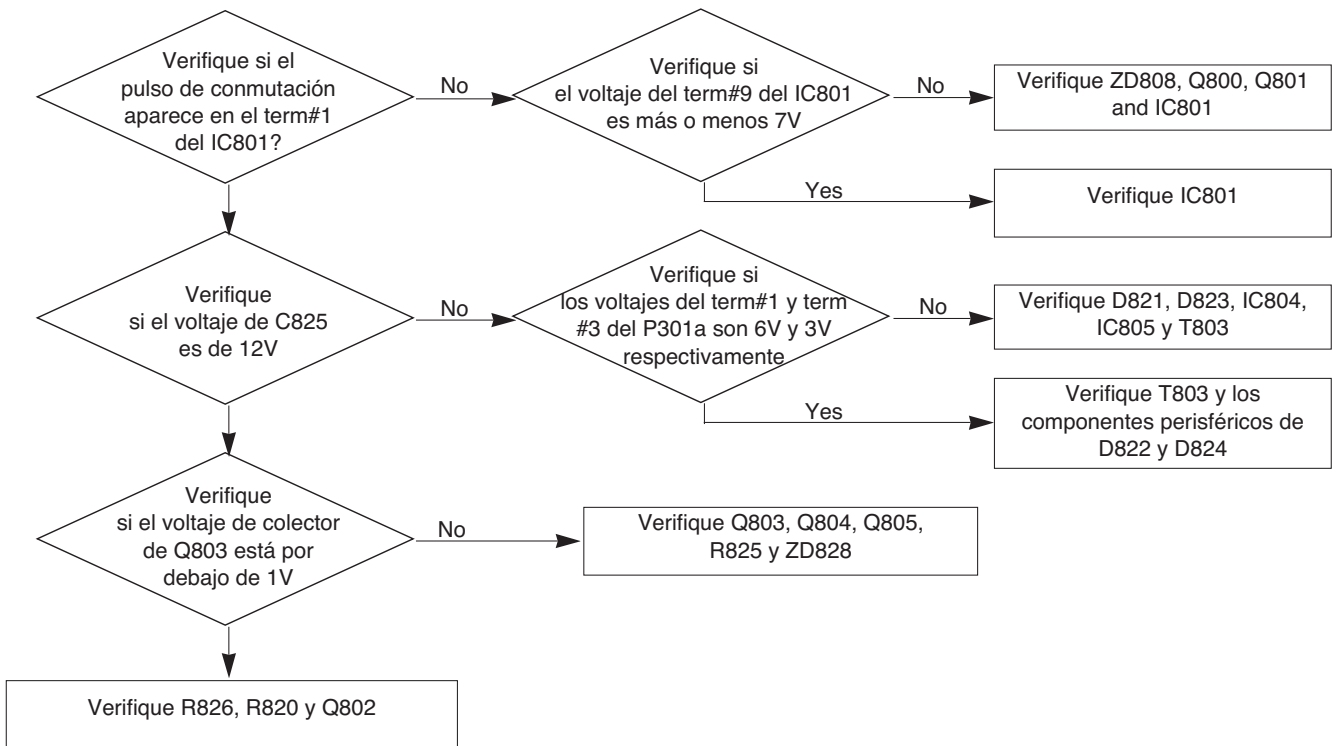 Verifique si el
pulso de conmutación
aparece en el term#1
del IC801?
No
Verifique si
el voltaje del term#9 del IC801
es más o menos 7V
No
Verifique ZD808, Q800, Q801
and IC801
Yes
Verifique IC801
Verifique
si el voltaje de C825
es de 12V
No
Verifique si
los voltajes del term#1 y term
#3 del P301a son 6V y 3V
respectivamente
No
Verifique D821, D823, IC804,
IC805 y T803
Yes
Verifique T803 y los
componentes perisféricos de
D822 y D824
Verifique
si el voltaje de colector
de Q803 está por
debajo de 1V
No
Verifique Q803, Q804, Q805,
R825 y ZD828
Verifique R826, R820 y Q802